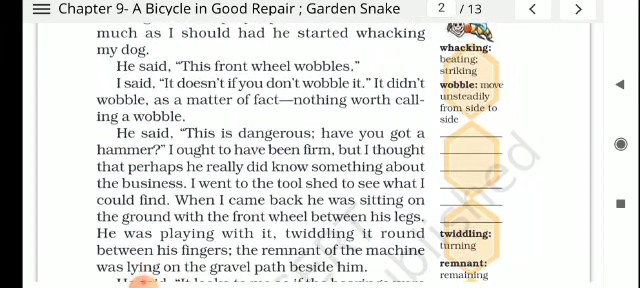 Chapter 9- A Bicycle in Good Repair ; Garden Snake
2 / 13
much as I should had he started whacking
my dog.
He said, “This front wheel wobbles.”
I said, “It doesn’t if you don’t wobble it.” It didn’t
wobble, as a matter of fact—nothing worth call-
ing a wobble.
He said, “This is dangerous; have you got a
hammer?” I ought to have been firm, but I thought
that perhaps he really did know something about
the business. I went to the tool shed to see what I
could find. When I came back he was sitting on
the ground with the front wheel between his legs.
He was playing with it, twiddling it round
between his fingers; the remnant of the machine
was lying on the gravel path beside him.
whacking:
beating;
striking
wobble: move
unsteadily
from side to
side
twiddling:
turning
remnant:
remaining